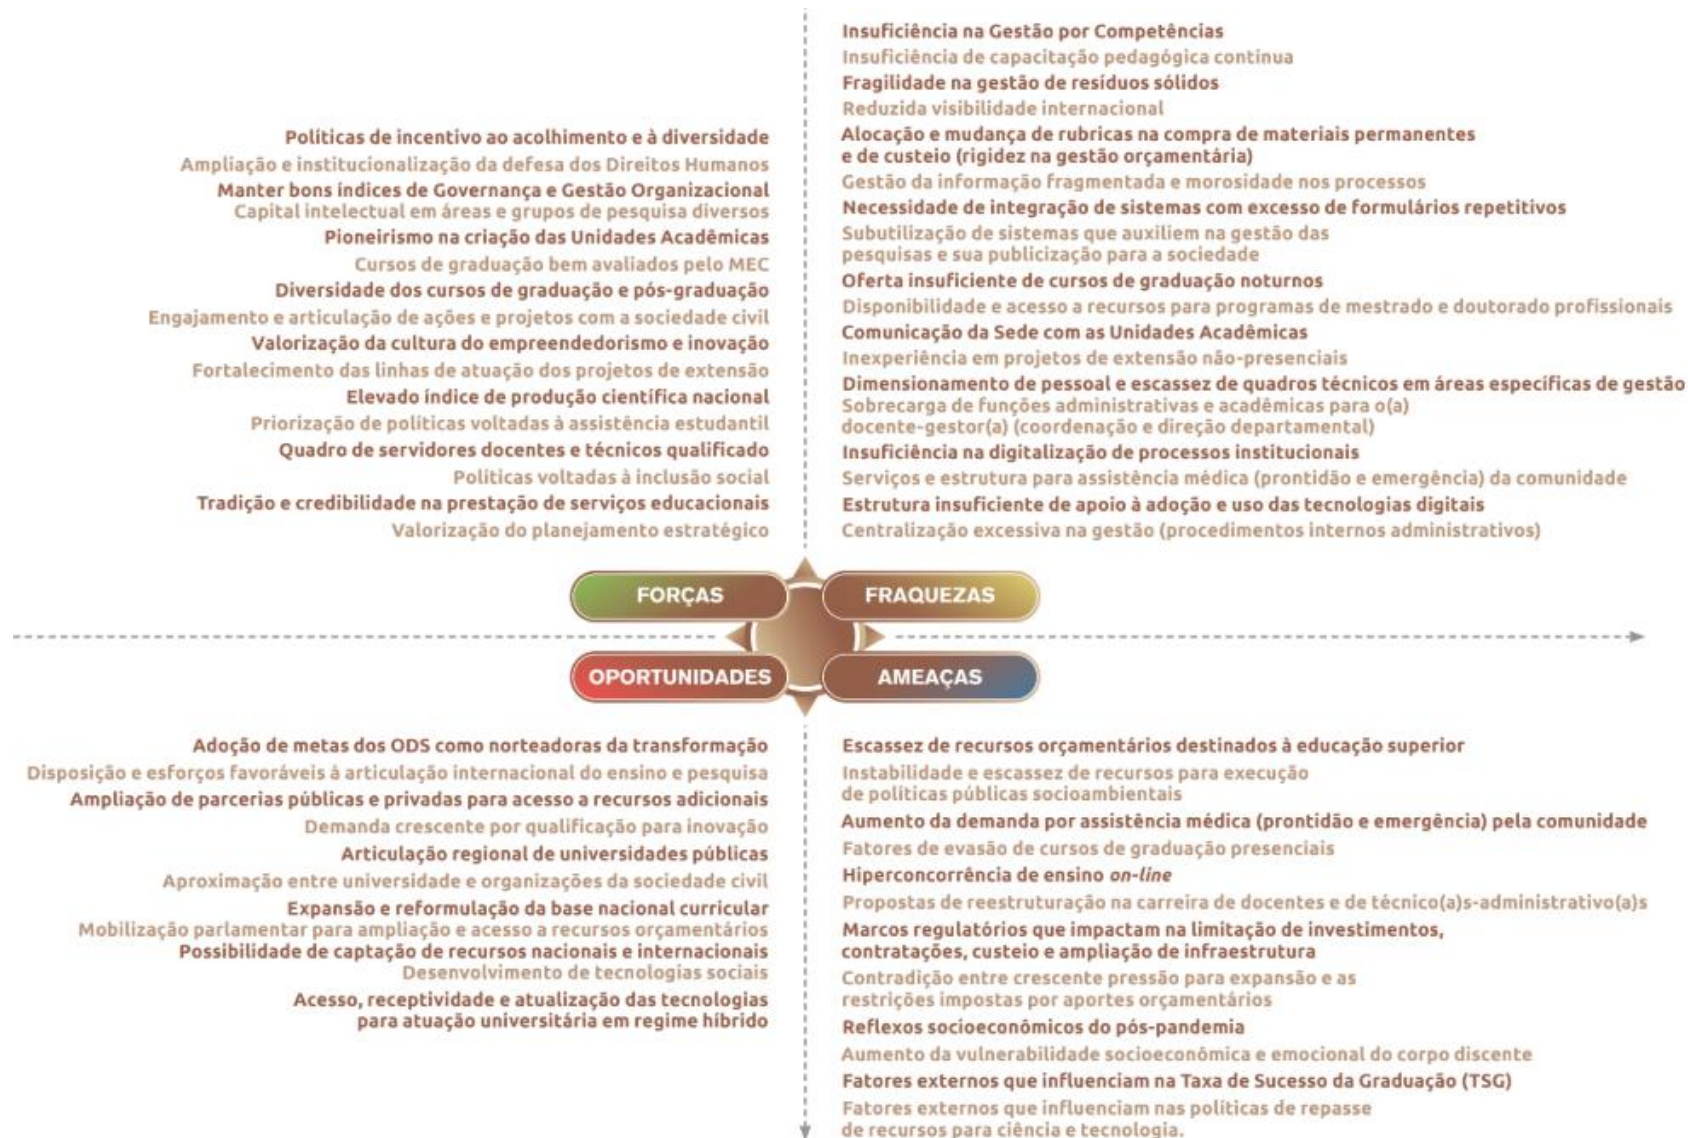 Políticas de incentivo ao acolhimento e à diversidade
Ampliação e institucionalização da defesa dos Direitos Humanos
Manter bons índices de Governança e Gestão Organizacional
Capital intelectual em áreas e grupos de pesquisa diversos
Pioneirismo na criação das Unidades Acadêmicas
Cursos de graduação bem avaliados pelo MEC
Diversidade dos cursos de graduação e pós-graduação
Engajamento e articulação de ações e projetos com a sociedade civil
Valorização da cultura do empreendedorismo e inovação
Fortalecimento das linhas de atuação dos projetos de extensão
Elevado índice de produção científica nacional
Priorização de políticas voltadas à assistência estudantil
Quadro de servidores docentes e técnicos qualificado
Políticas voltadas à inclusão social
Tradição e credibilidade na prestação de serviços educacionais
Valorização do planejamento estratégico
Insuficiência na Gestão por Competências
Insuficiência de capacitação pedagógica contínua
Fragilidade na gestão de resíduos sólidos
Reduzida visibilidade internacional
Alocação e mudança de rubricas na compra de materiais permanentes
e de custeio (rigidez na gestão orçamentária)
Gestão da informação fragmentada e morosidade nos processos
Necessidade de integração de sistemas com excesso de formulários repetitivos
Subutilização de sistemas que auxiliem na gestão das
pesquisas e sua publicização para a sociedade
Oferta insuficiente de cursos de graduação noturnos
Disponibilidade e acesso a recursos para programas de mestrado e doutorado profissionais
Comunicação da Sede com as Unidades Acadêmicas
Inexperiência em projetos de extensão não-presenciais
Dimensionamento de pessoal e escassez de quadros técnicos em áreas específicas de gestão
Sobrecarga de funções administrativas e acadêmicas para o(a)
docente-gestor(a) (coordenação e direção departamental)
Insuficiência na digitalização de processos institucionais
Serviços e estrutura para assistência médica (prontidão e emergência) da comunidade
Estrutura insuficiente de apoio à adoção e uso das tecnologias digitais
Centralização excessiva na gestão (procedimentos internos administrativos)
FORÇAS
FRAQUEZAS
OPORTUNIDADES
AMEAÇAS
Adoção de metas dos ODS como norteadoras da transformação
Disposição e esforços favoráveis à articulação internacional do ensino e pesquisa
Ampliação de parcerias públicas e privadas para acesso a recursos adicionais
Demanda crescente por qualificação para inovação
Articulação regional de universidades públicas
Aproximação entre universidade e organizações da sociedade civil
Expansão e reformulação da base nacional curricular
Mobilização parlamentar para ampliação e acesso a recursos orçamentários
Possibilidade de captação de recursos nacionais e internacionais
Desenvolvimento de tecnologias sociais
Acesso, receptividade e atualização das tecnologias
para atuação universitária em regime híbrido
Escassez de recursos orçamentários destinados à educação superior
Instabilidade e escassez de recursos para execução
de políticas públicas socioambientais
Aumento da demanda por assistência médica (prontidão e emergência) pela comunidade
Fatores de evasão de cursos de graduação presenciais
Hiperconcorrência de ensino on-line
Propostas de reestruturação na carreira de docentes e de técnico(a)s-administrativo(a)s
Marcos regulatórios que impactam na limitação de investimentos,
contratações, custeio e ampliação de infraestrutura
Contradição entre crescente pressão para expansão e as
restrições impostas por aportes orçamentários
Reflexos socioeconômicos do pós-pandemia
Aumento da vulnerabilidade socioeconômica e emocional do corpo discente
Fatores externos que influenciam na Taxa de Sucesso da Graduação (TSG)
Fatores externos que influenciam nas políticas de repasse
de recursos para ciência e tecnologia.